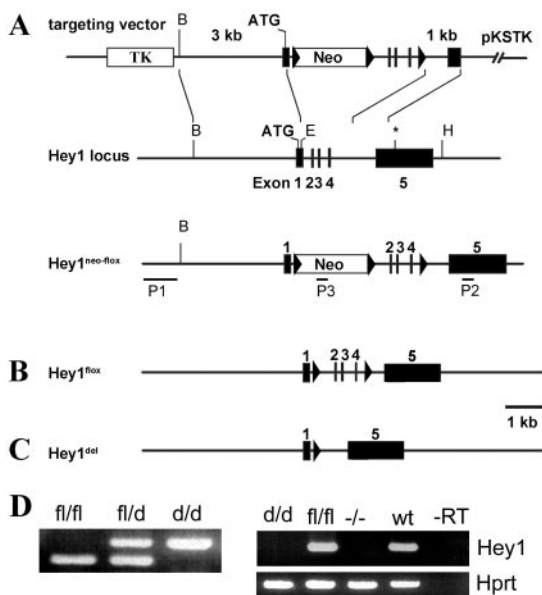 A
targeting vector
B
3 kb
ATG
1 kb
pKSTK
TK
Neo
Hey1 locus
B
ATG
E
*
H
Exon 1 2 3 4
5
Hey1neo-flox
B
1
Neo
2 3 4
5
P1
P3
P2
B
Hey1flox
1
2 3 4
5
1 kb
C
Hey1del
1
5
D
fl/fl fl/d d/d
d/d fl/fl -/- wt -RT
Hey1
Hprt